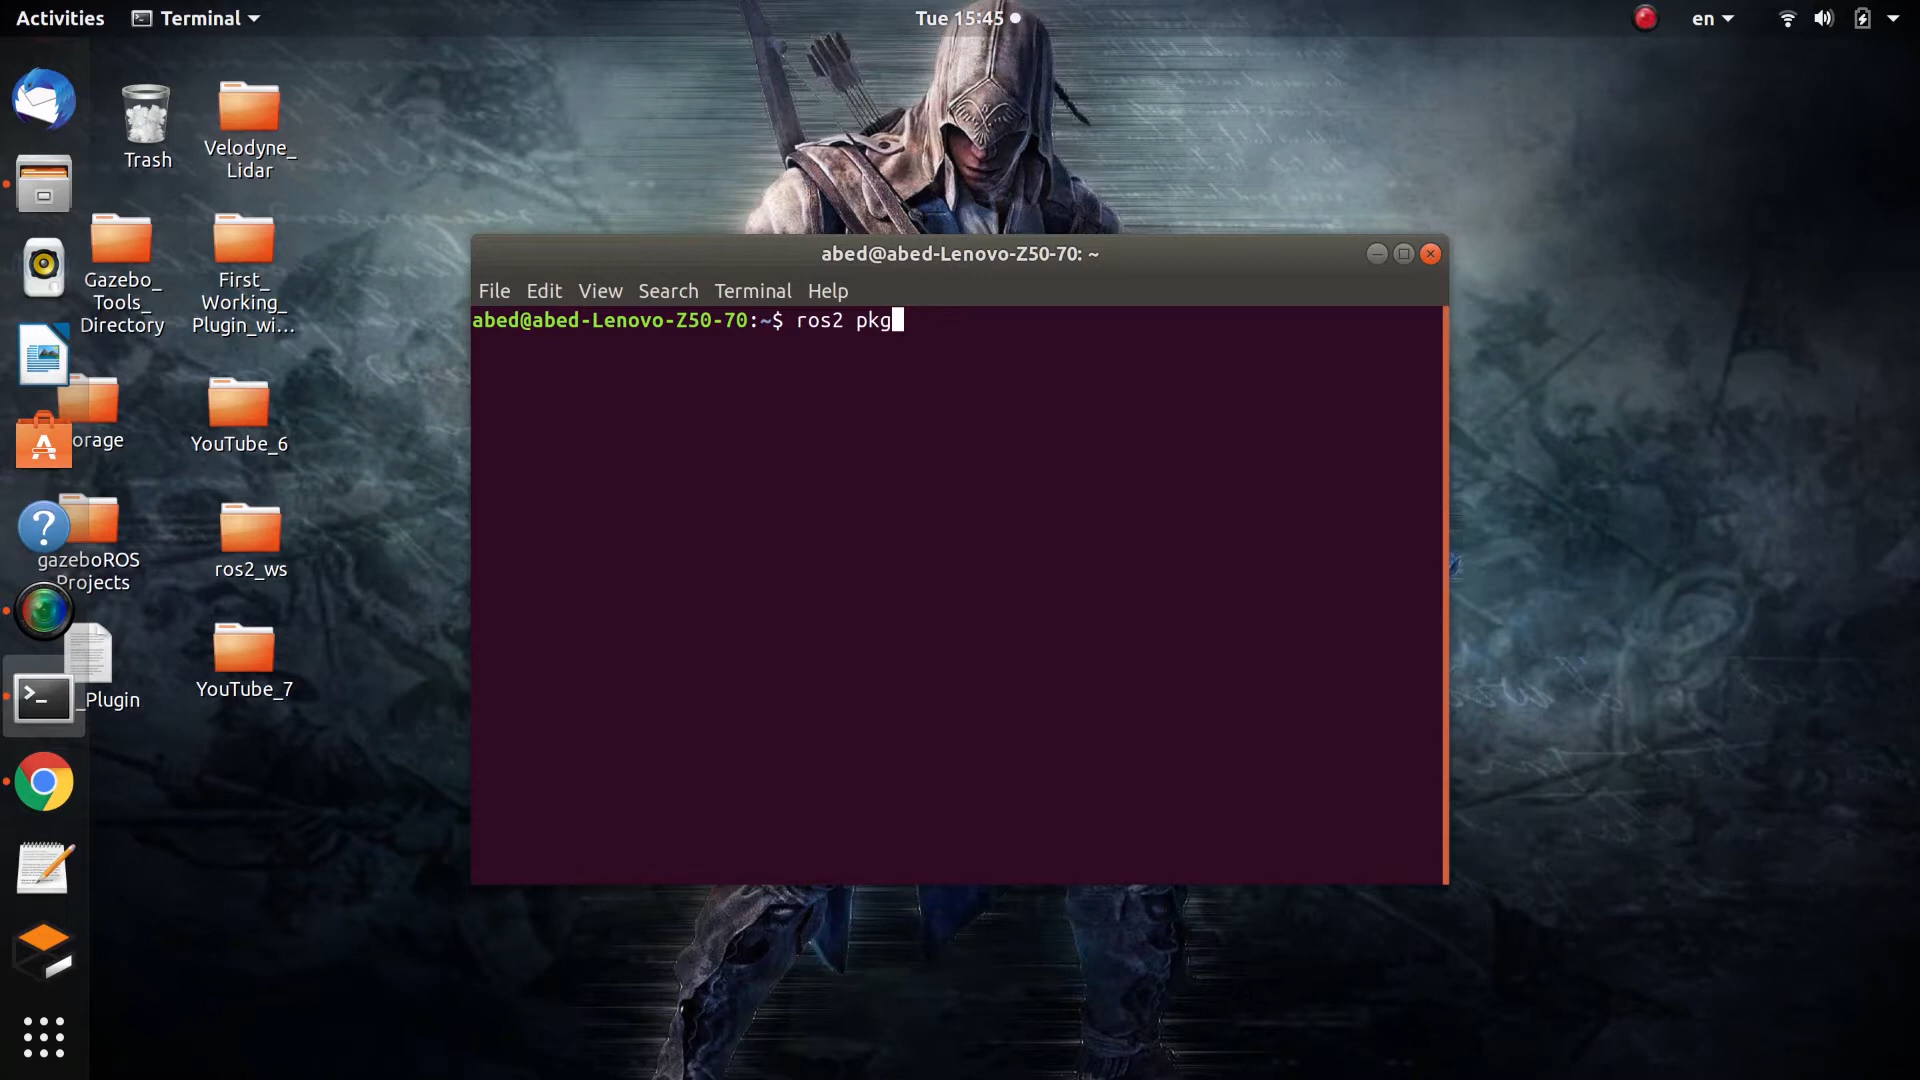 Activities
Terminal
Tue 15:45
en
Trash
Velodyne_
Lidar
Gazebo_
Tools_
Directory
First_
Working_
Plugin_wi...
orage
YouTube_6
gazeboROS
Projects
ros2_ws
_Plugin
YouTube_7
abed@abed-Lenovo-Z50-70: ~
File Edit View Search Terminal Help
abed@abed-Lenovo-Z50-70:~$ ros2 pkg